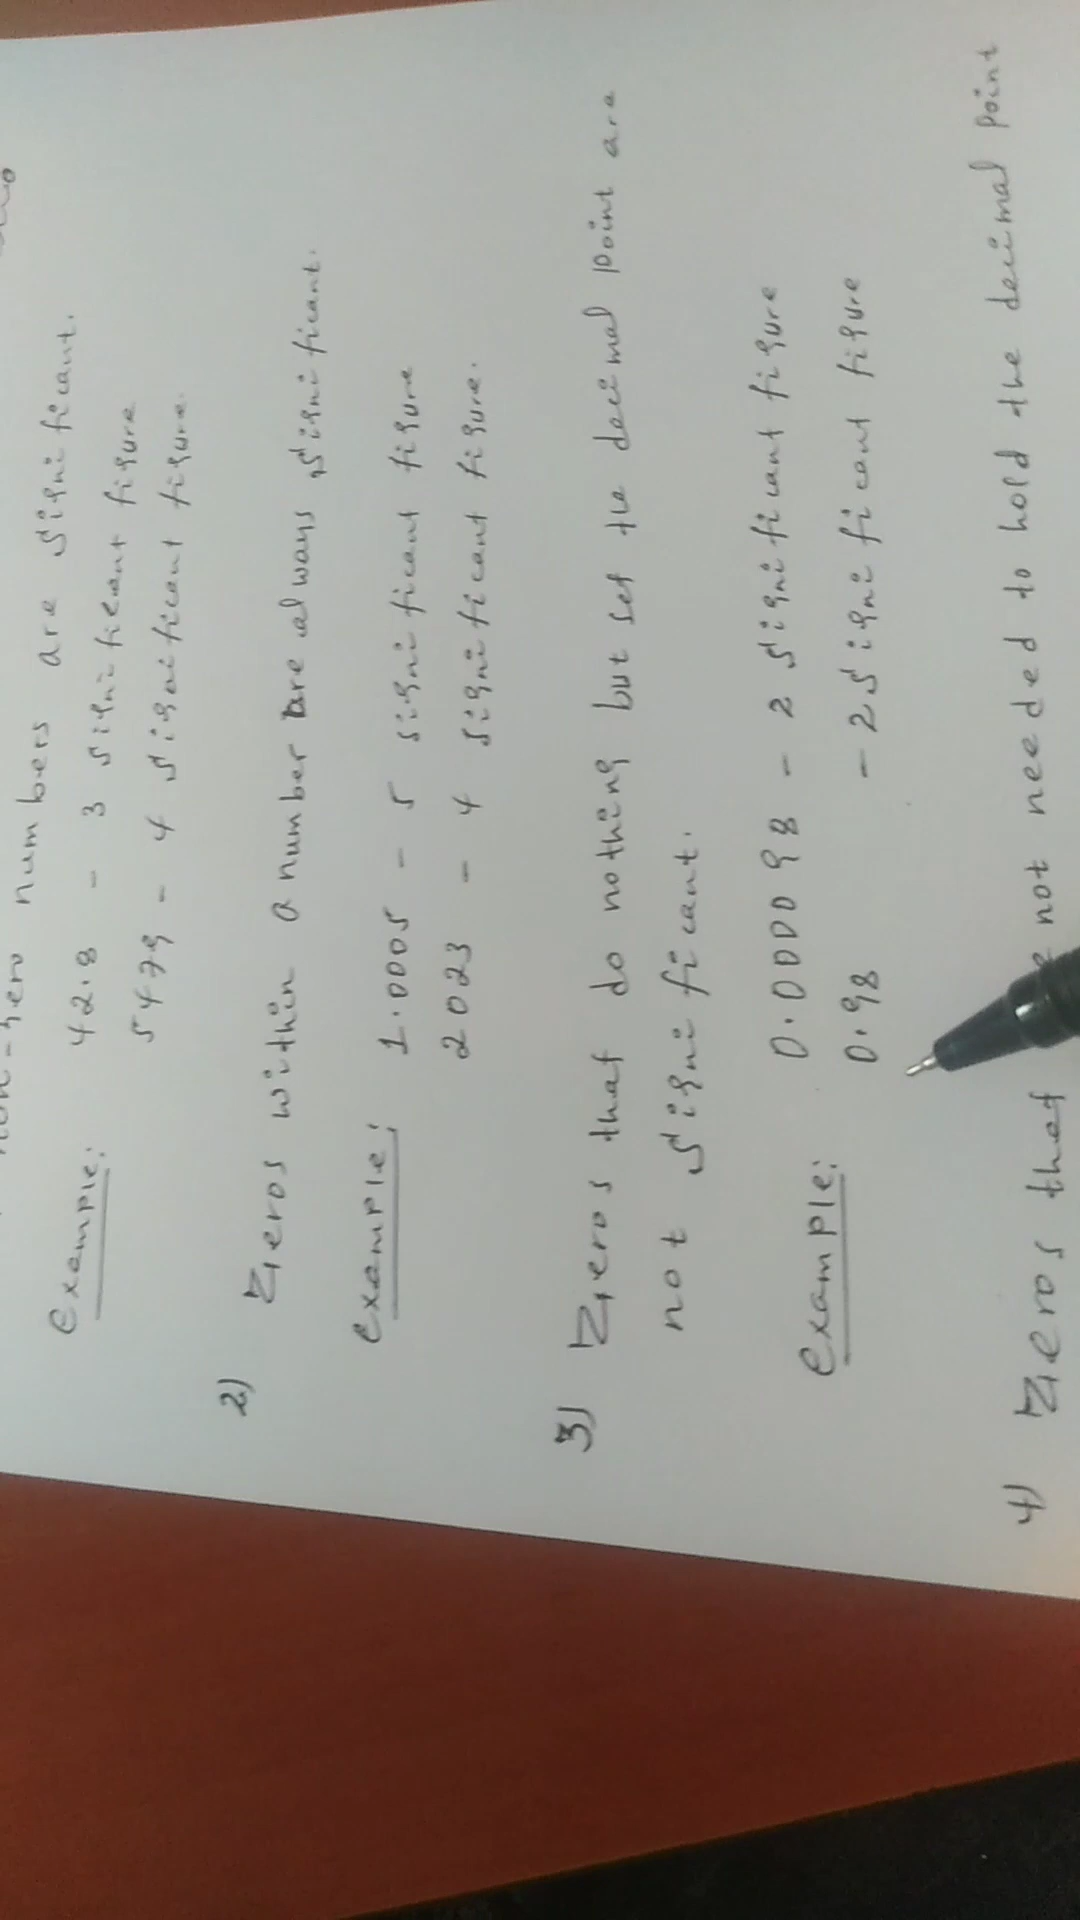 numbers are significant.
Example: 42.8 - 3 significant figure
5479 - 4 significant figure.
2) Zeros within a number are always significant.
Example: 1.0005 - 5 significant figure
2023 - 4 significant figure.
3) Zeros that do nothing but set the decimal point are
not significant.
Example: 0.000098 - 2 significant figure
0.98 - 2 significant figure
4) Zeros that not needed to hold the decimal point